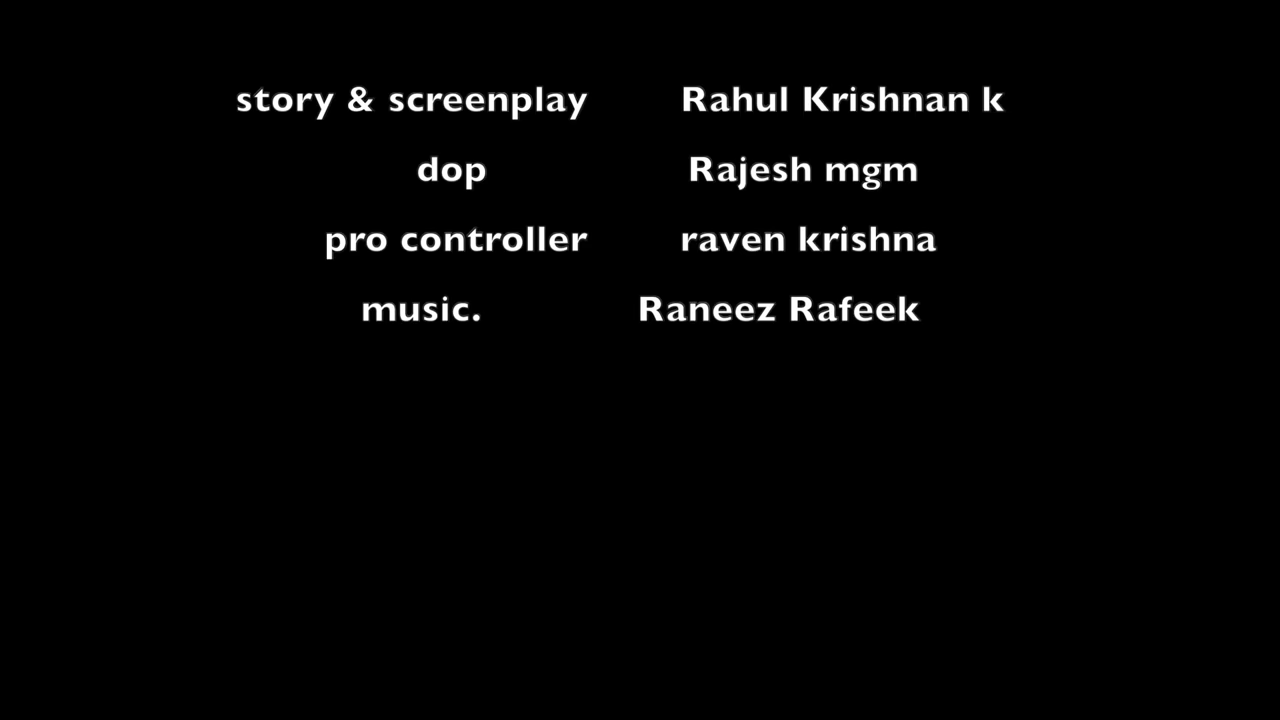 story & screenplay Rahul Krishnan k
dop Rajesh mgm
pro controller raven krishna
music. Raneez Rafeek